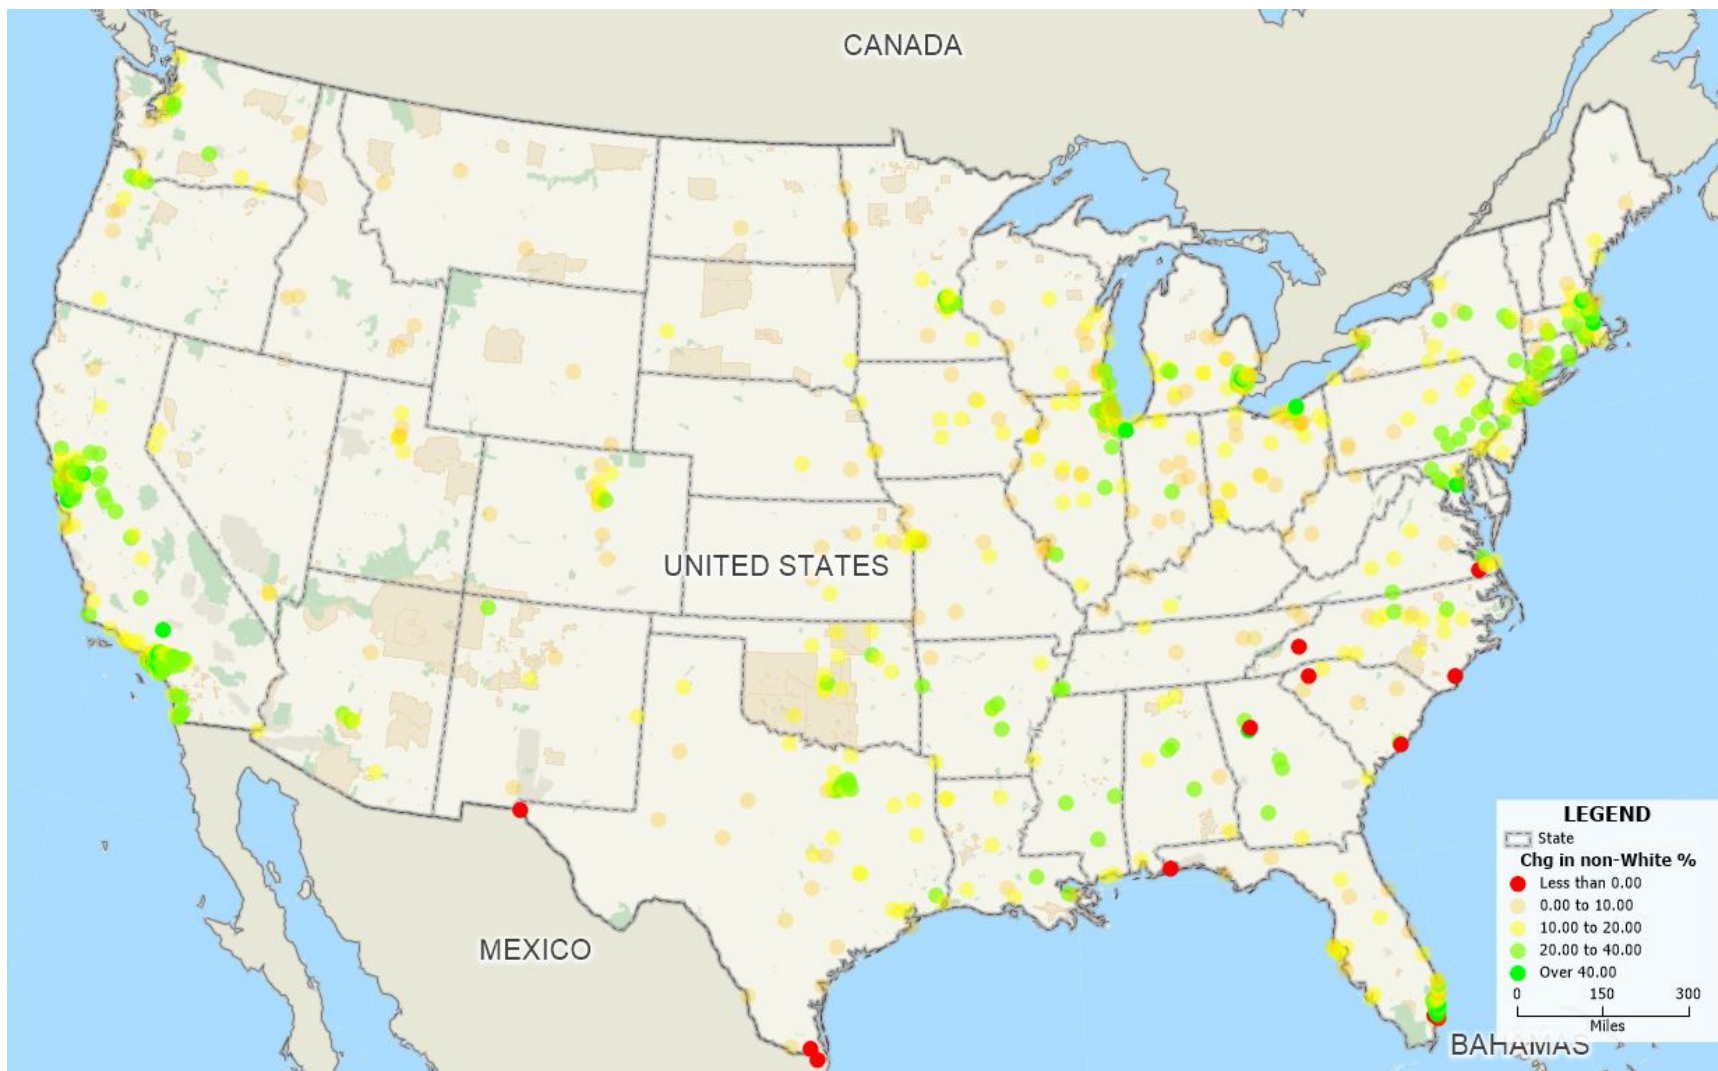 CANADA
UNITED STATES
MEXICO
BAHAMAS
LEGEND
State
Chg in non-White %
Less than 0.00
0.00 to 10.00
10.00 to 20.00
20.00 to 40.00
Over 40.00
0 150 300
Miles